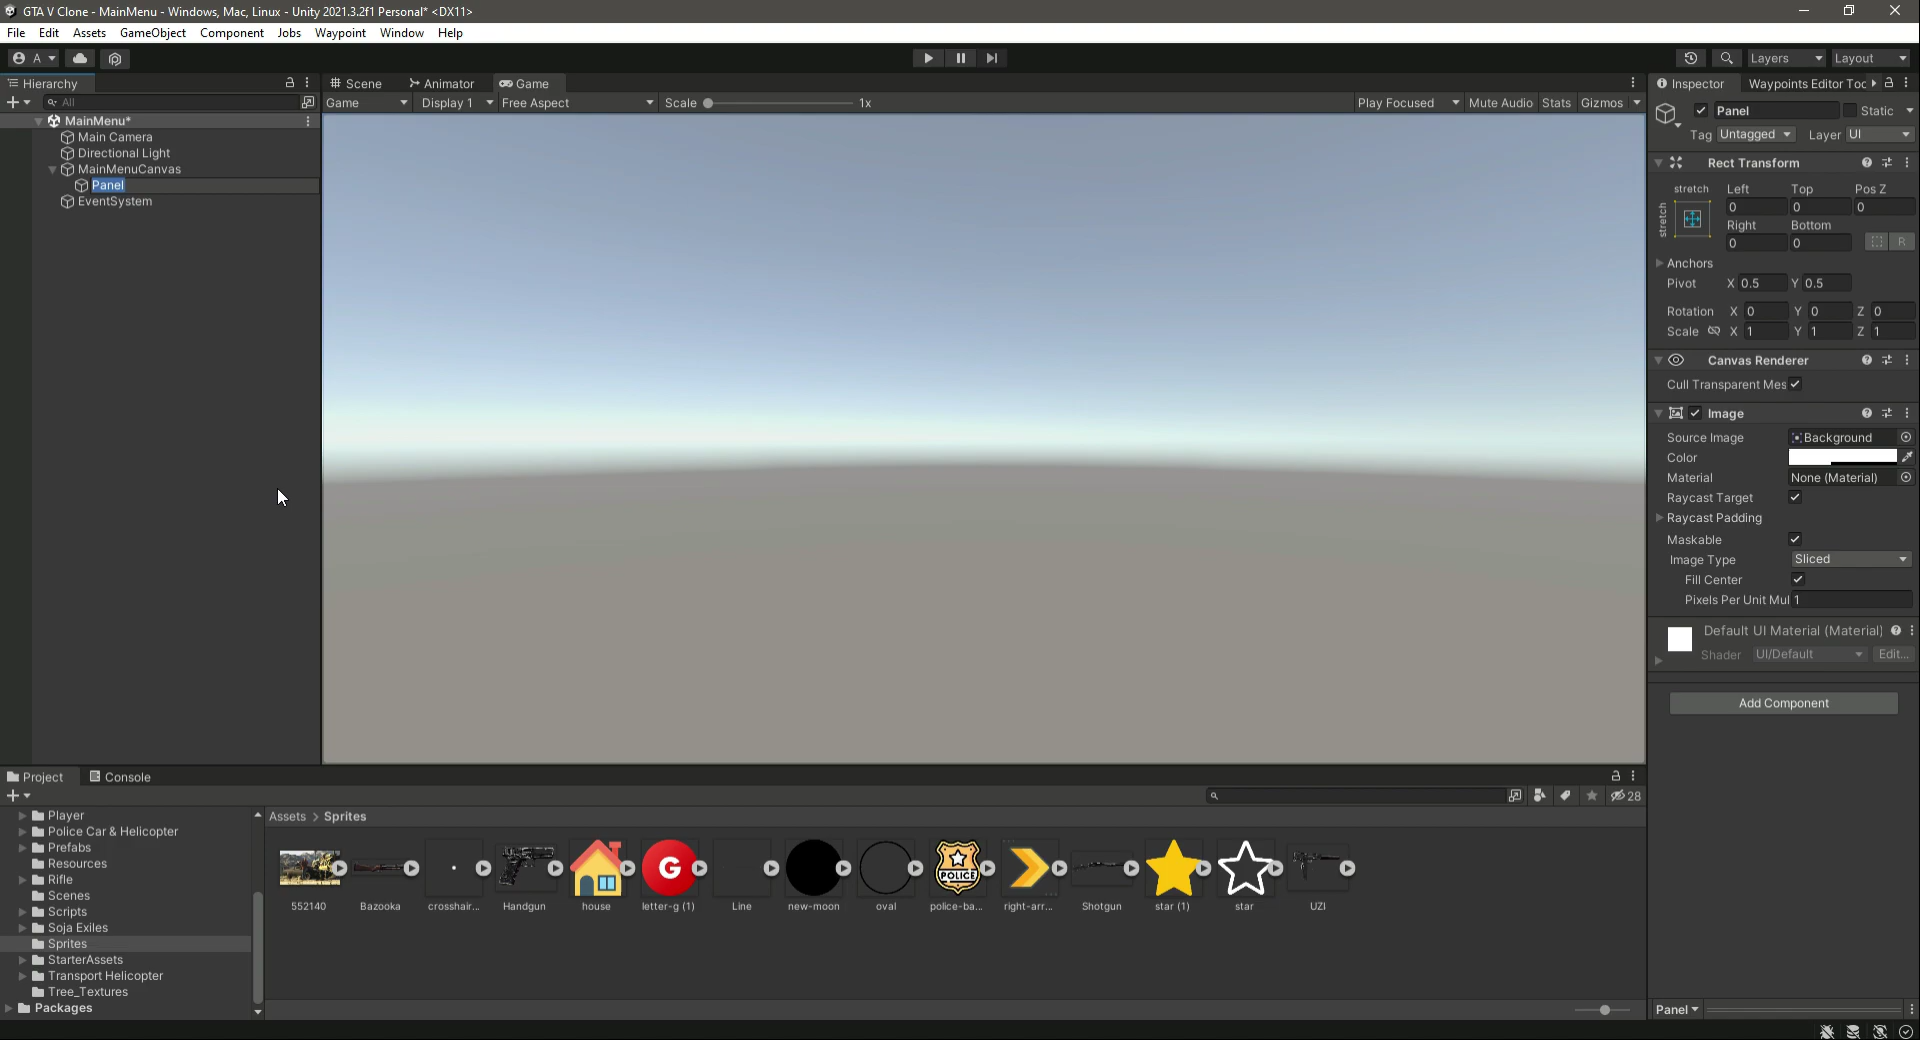 GTA V Clone - MainMenu - Windows, Mac, Linux - Unity 2021.3.2f1 Personal* <DX11>
File Edit Assets GameObject Component Jobs Waypoint Window Help
A Layers Layout
Hierarchy Scene Animator Game Inspector Waypoints Editor Toc
All Game Display 1 Free Aspect Scale 1x Play Focused Mute Audio Stats Gizmos
Panel Static
MainMenu*
Main Camera
Tag Untagged Layer UI
Directional Light
Rect Transform
MainMenuCanvas
Panel
EventSystem
stretch Left Top Pos Z
stretch
0 0 0
Right Bottom
0 0 R
Anchors
Pivot X 0.5 Y 0.5
Rotation X 0 Y 0 Z 0
Scale X 1 Y 1 Z 1
Canvas Renderer
Cull Transparent Mes
Image
Source Image Background
Color
Material None (Material)
Raycast Target
Raycast Padding
Maskable
Image Type Sliced
Fill Center
Pixels Per Unit Mul 1
Default UI Material (Material)
Shader UI/Default Edit...
Add Component
Project Console
28
Assets > Sprites
Player
Police Car & Helicopter
Prefabs
Resources
Rifle
Scenes
Scripts
Soja Exiles
Sprites
StarterAssets
Transport Helicopter
Tree_Textures
Packages
G
POLICE
552140 Bazooka crosshair... Handgun house letter-g (1) Line new-moon oval police-ba... right-arr... Shotgun star (1) star UZI
Panel